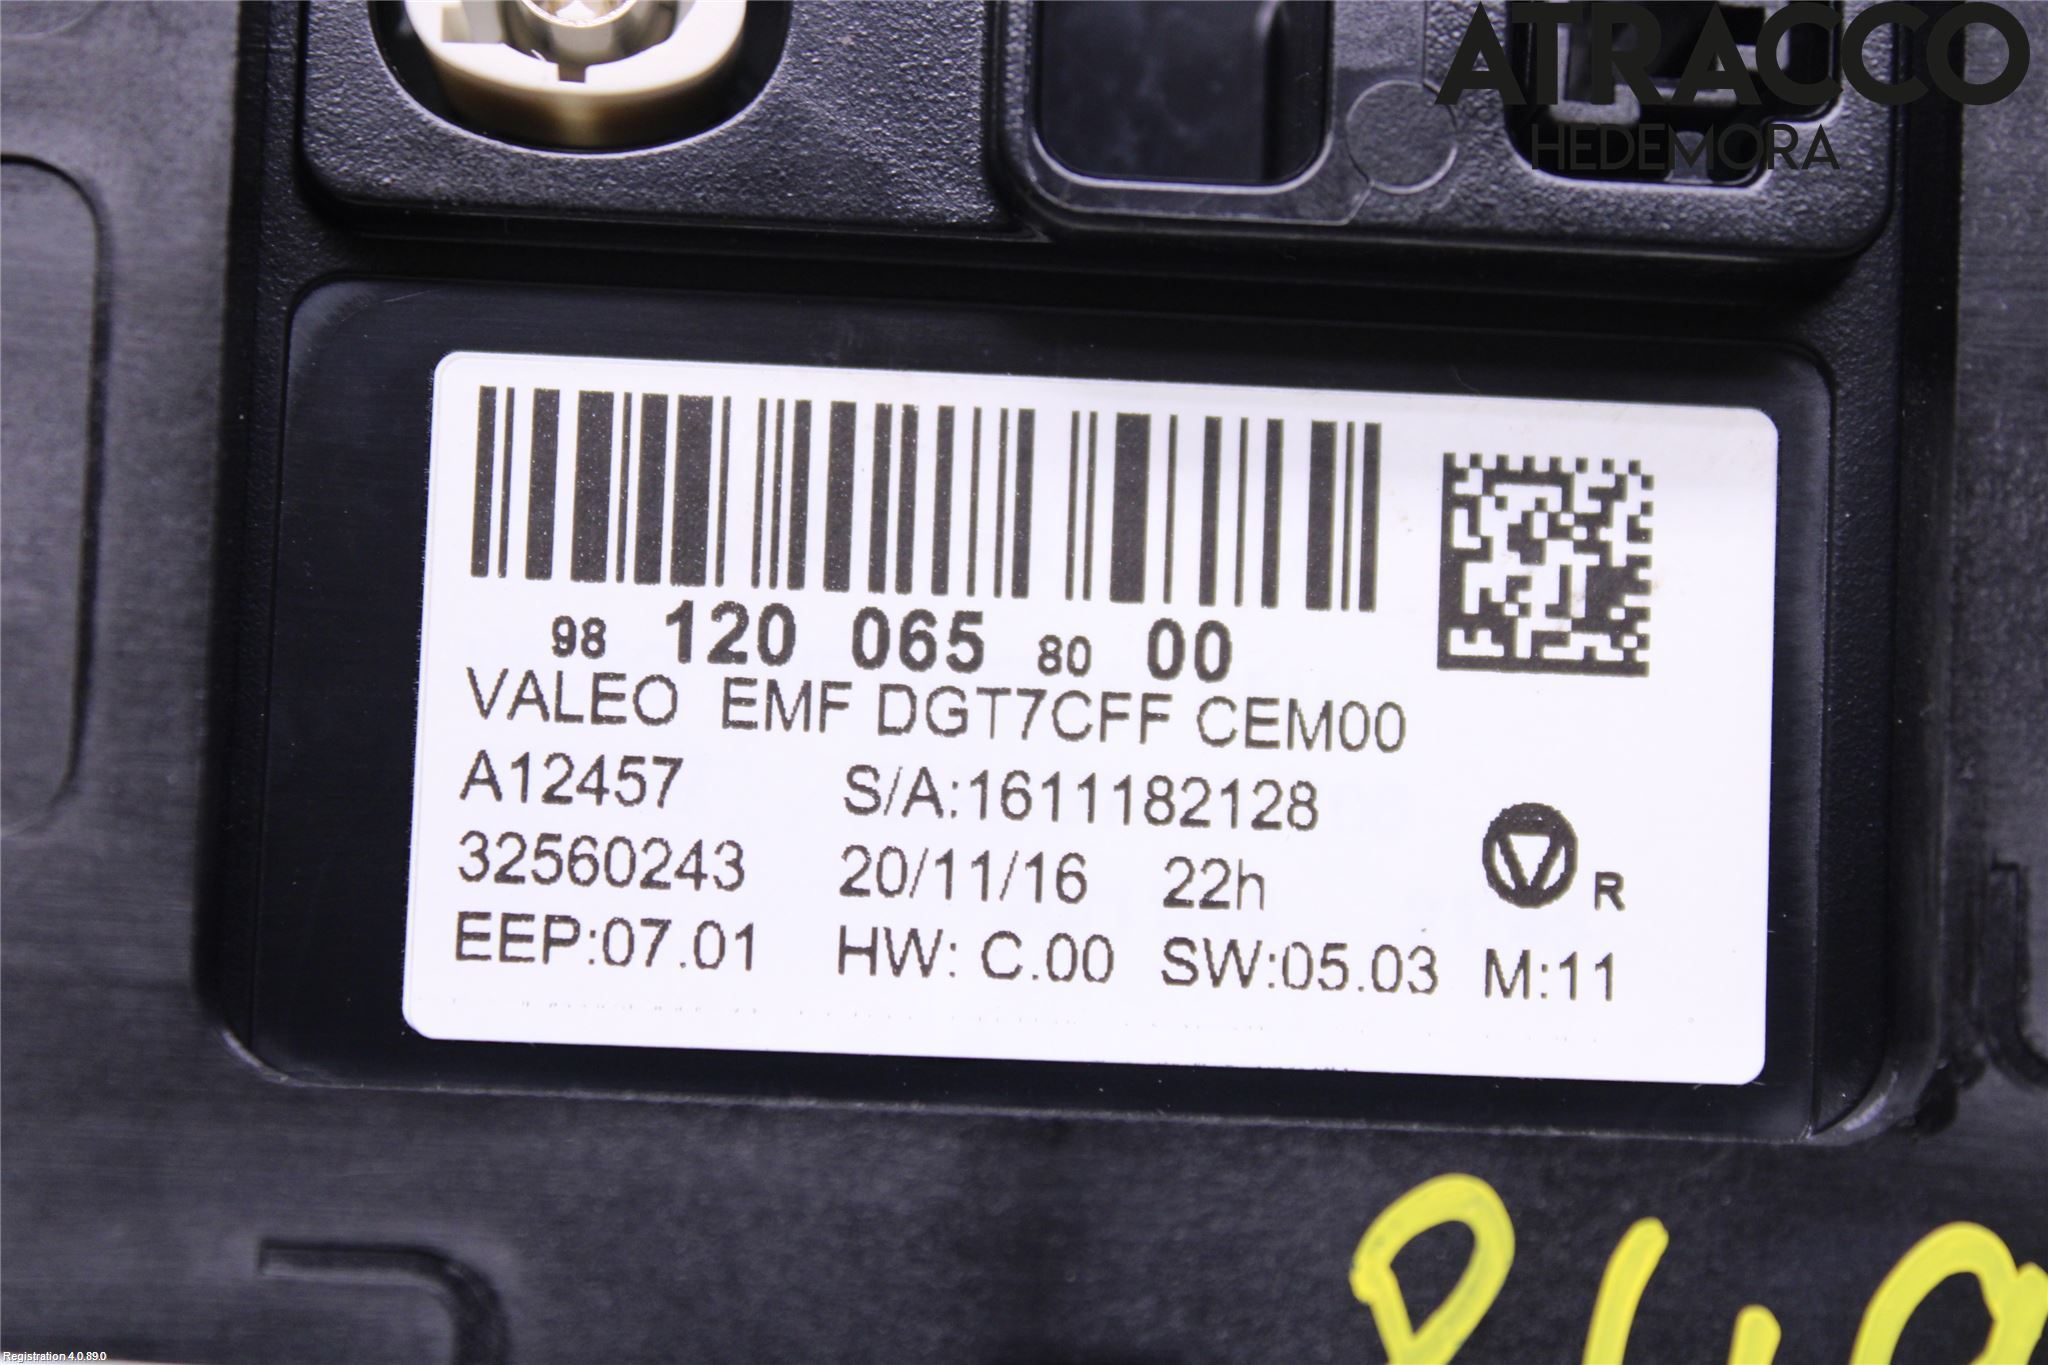 ATRACCO
HEDEMORA
98 120 065 80 00
VALEO EMF DGT7CFF CEM00
A12457 S/A:1611182128
32560243 20/11/16 22h R
EEP:07.01 HW: C.00 SW:05.03 M:11
Registration 4.0.89.0